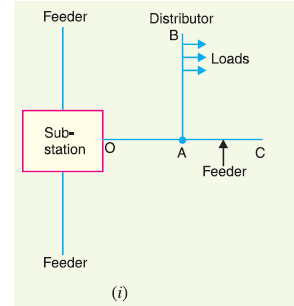 Feeder
Distributor
B
Loads
Sub-
station
O
A
C
Feeder
Feeder
(i)